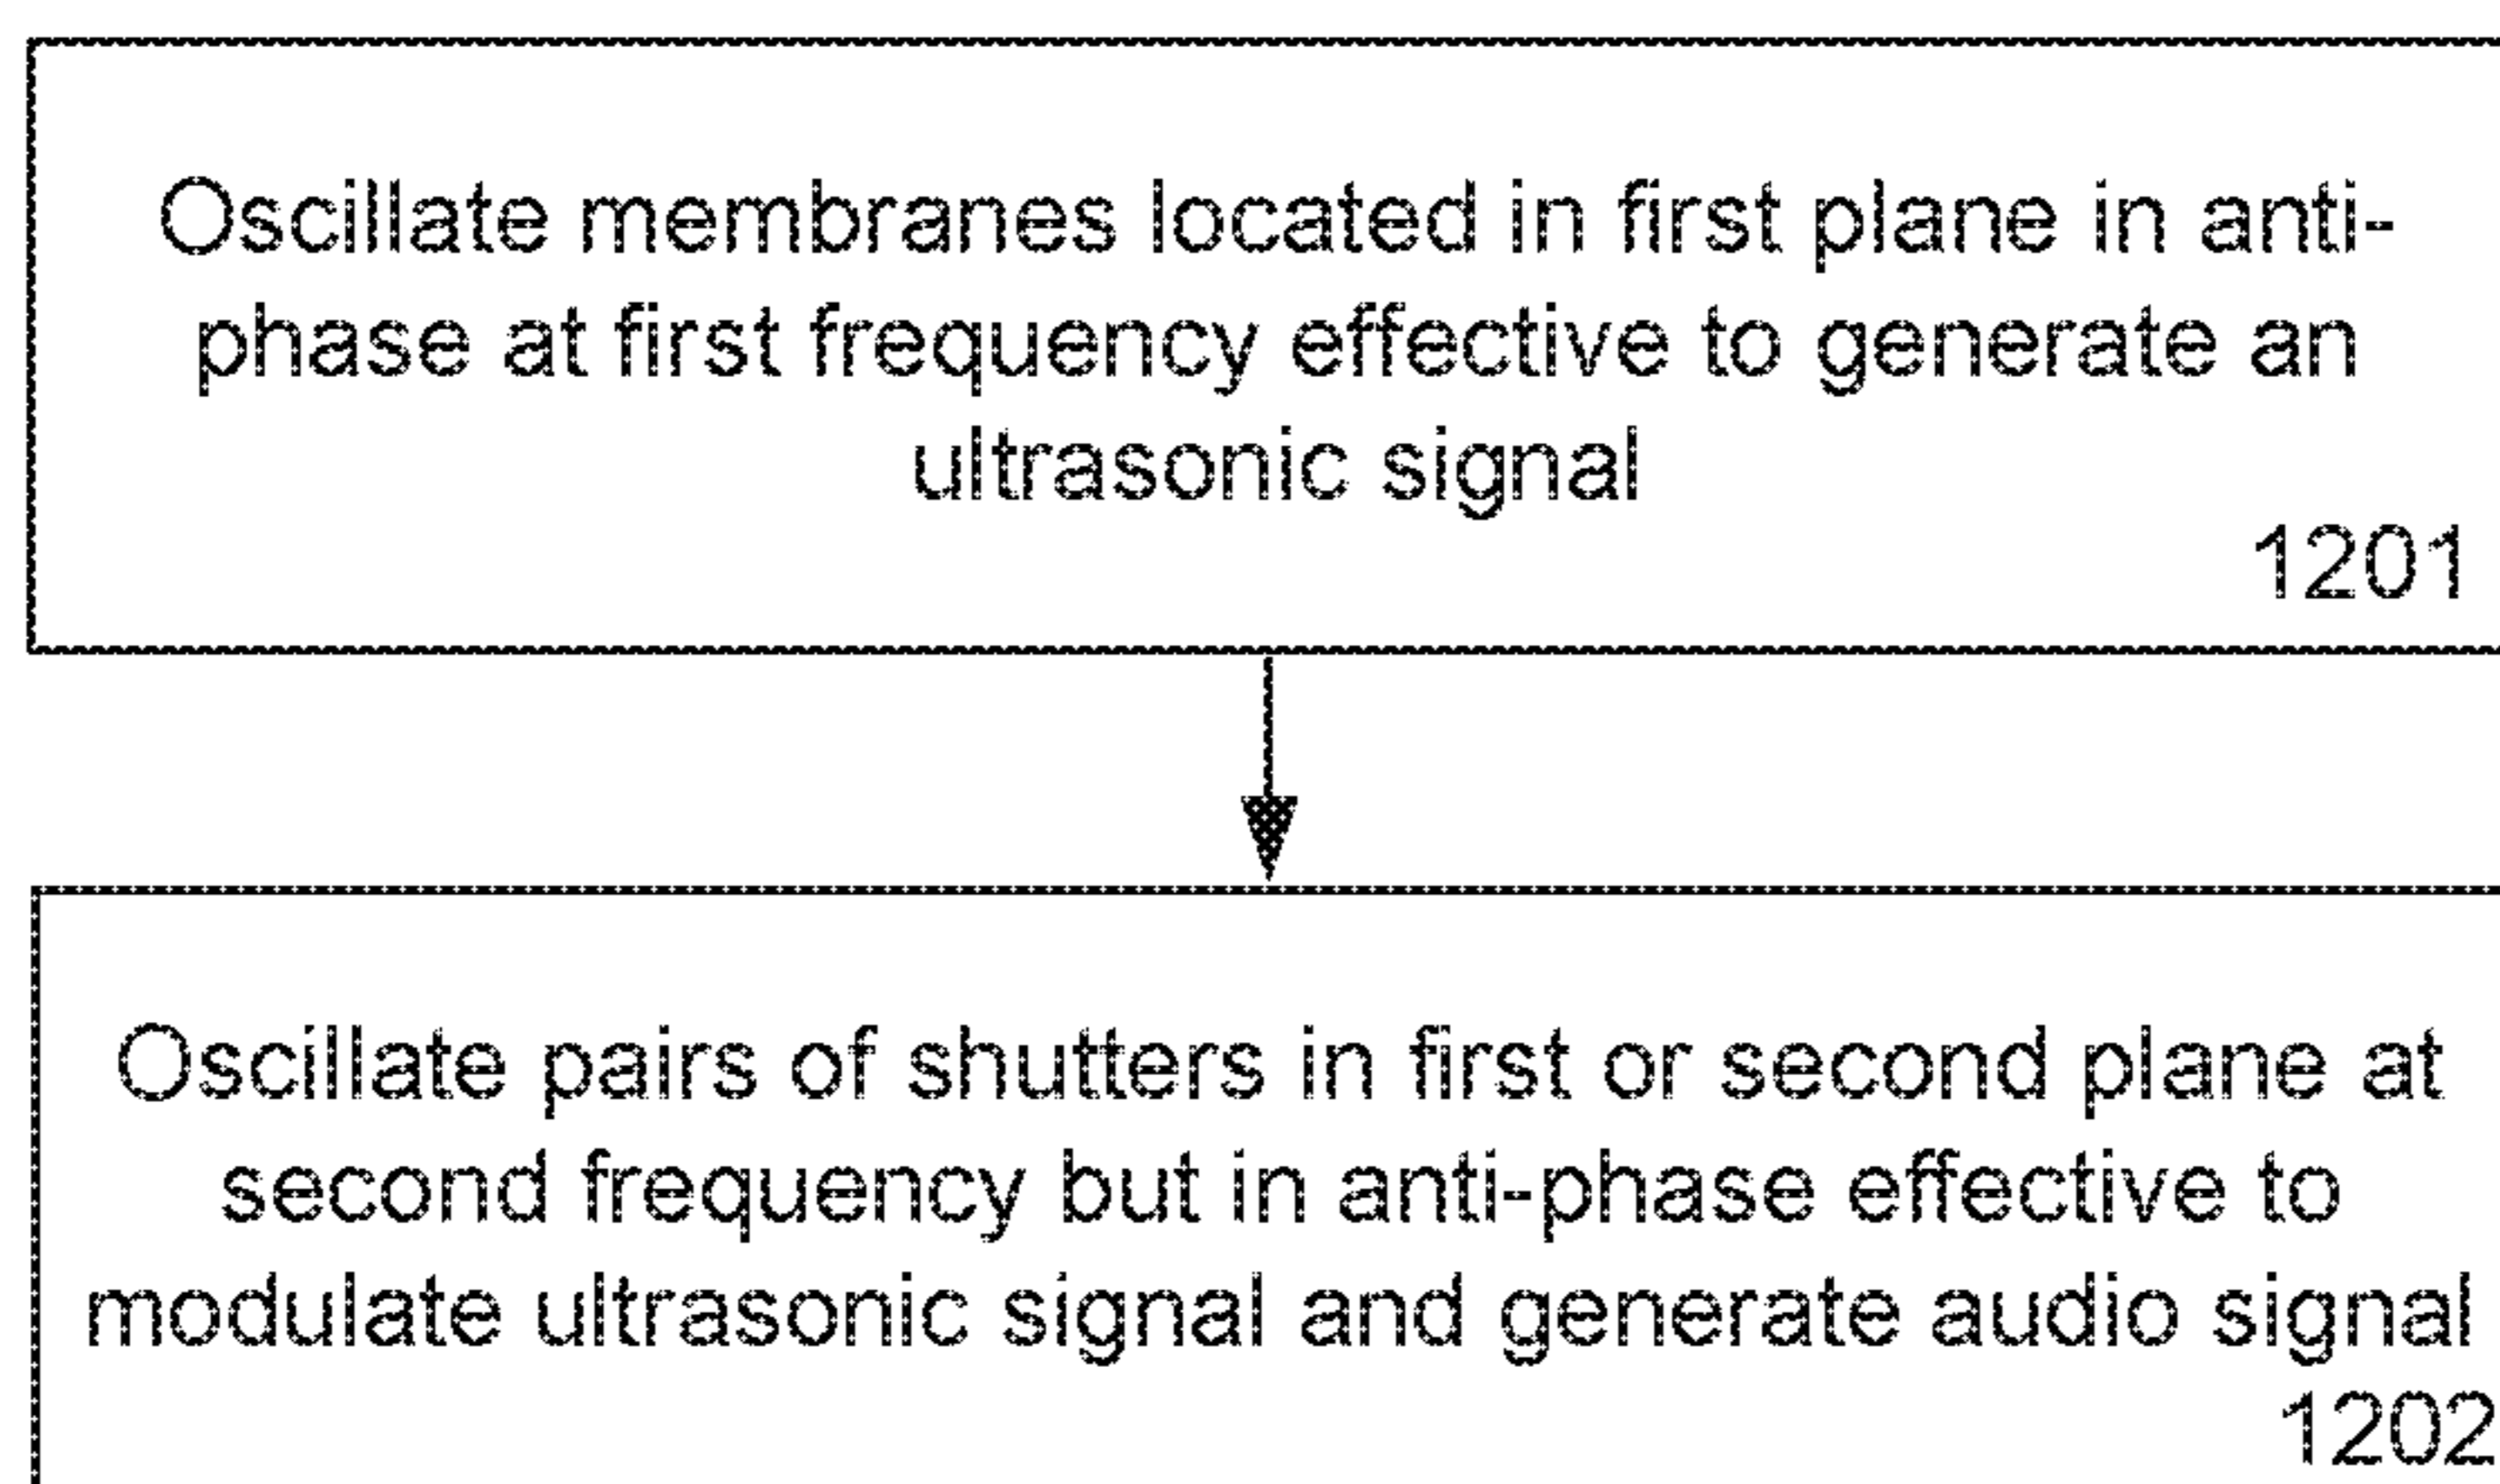 Oscillate membranes located in first plane in anti-
phase at first frequency effective to generate an
ultrasonic signal
1201
Oscillate pairs of shutters in first or second plane at
second frequency but in anti-phase effective to
modulate ultrasonic signal and generate audio signal
1202